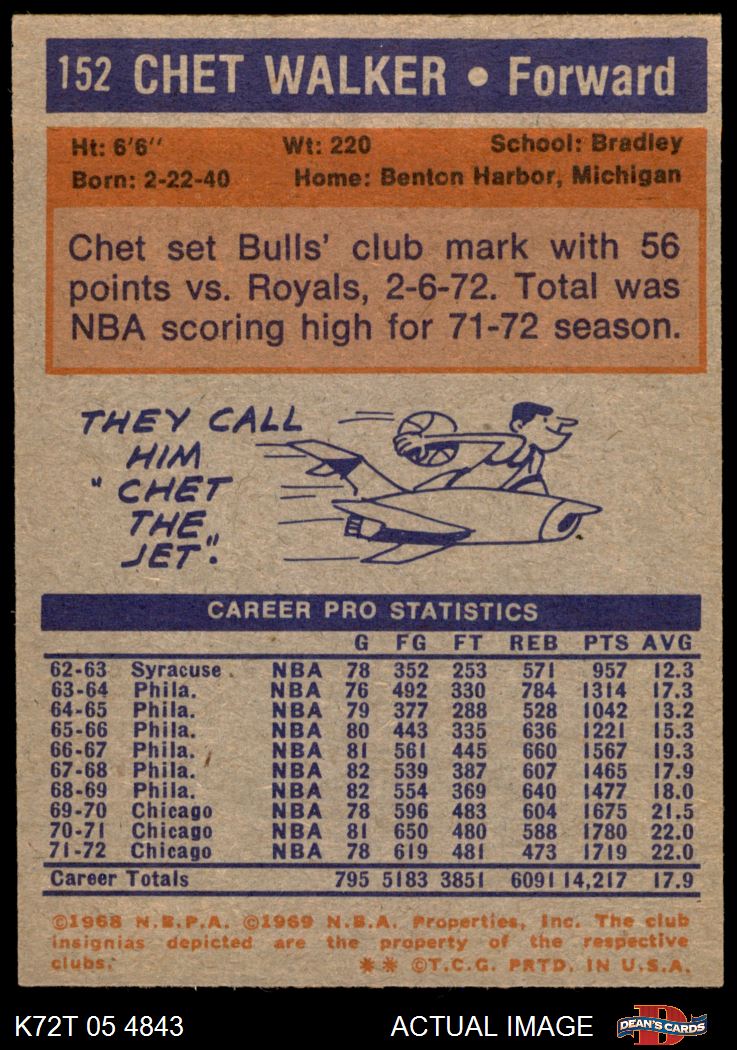 152 CHET WALKER • Forward
Ht: 6'6'' Wt: 220 School: Bradley
Born: 2-22-40 Home: Benton Harbor, Michigan
Chet set Bulls' club mark with 56
points vs. Royals, 2-6-72. Total was
NBA scoring high for 71-72 season.
THEY CALL
HIM
"CHET
THE
JET".
CAREER PRO STATISTICS
G FG FT REB PTS AVG
62-63 Syracuse NBA 78 352 253 571 957 12.3
63-64 Phila. NBA 76 492 330 784 1314 17.3
64-65 Phila. NBA 79 377 288 528 1042 13.2
65-66 Phila. NBA 80 443 335 636 1221 15.3
66-67 Phila. NBA 81 561 445 660 1567 19.3
67-68 Phila. NBA 82 539 387 607 1465 17.9
68-69 Phila. NBA 82 554 369 640 1477 18.0
69-70 Chicago NBA 78 596 483 604 1675 21.5
70-71 Chicago NBA 81 650 480 588 1780 22.0
71-72 Chicago NBA 78 619 481 473 1719 22.0
Career Totals 795 5183 3851 6091 14,217 17.9
©1968 N.B.P.A. ©1969 N.B.A. Properties, Inc. The club
insignias depicted are the property of the respective
clubs. ** ©T.C.G. PRTD. IN U.S.A.
K72T 05 4843 ACTUAL IMAGE D DEAN'S CARDS